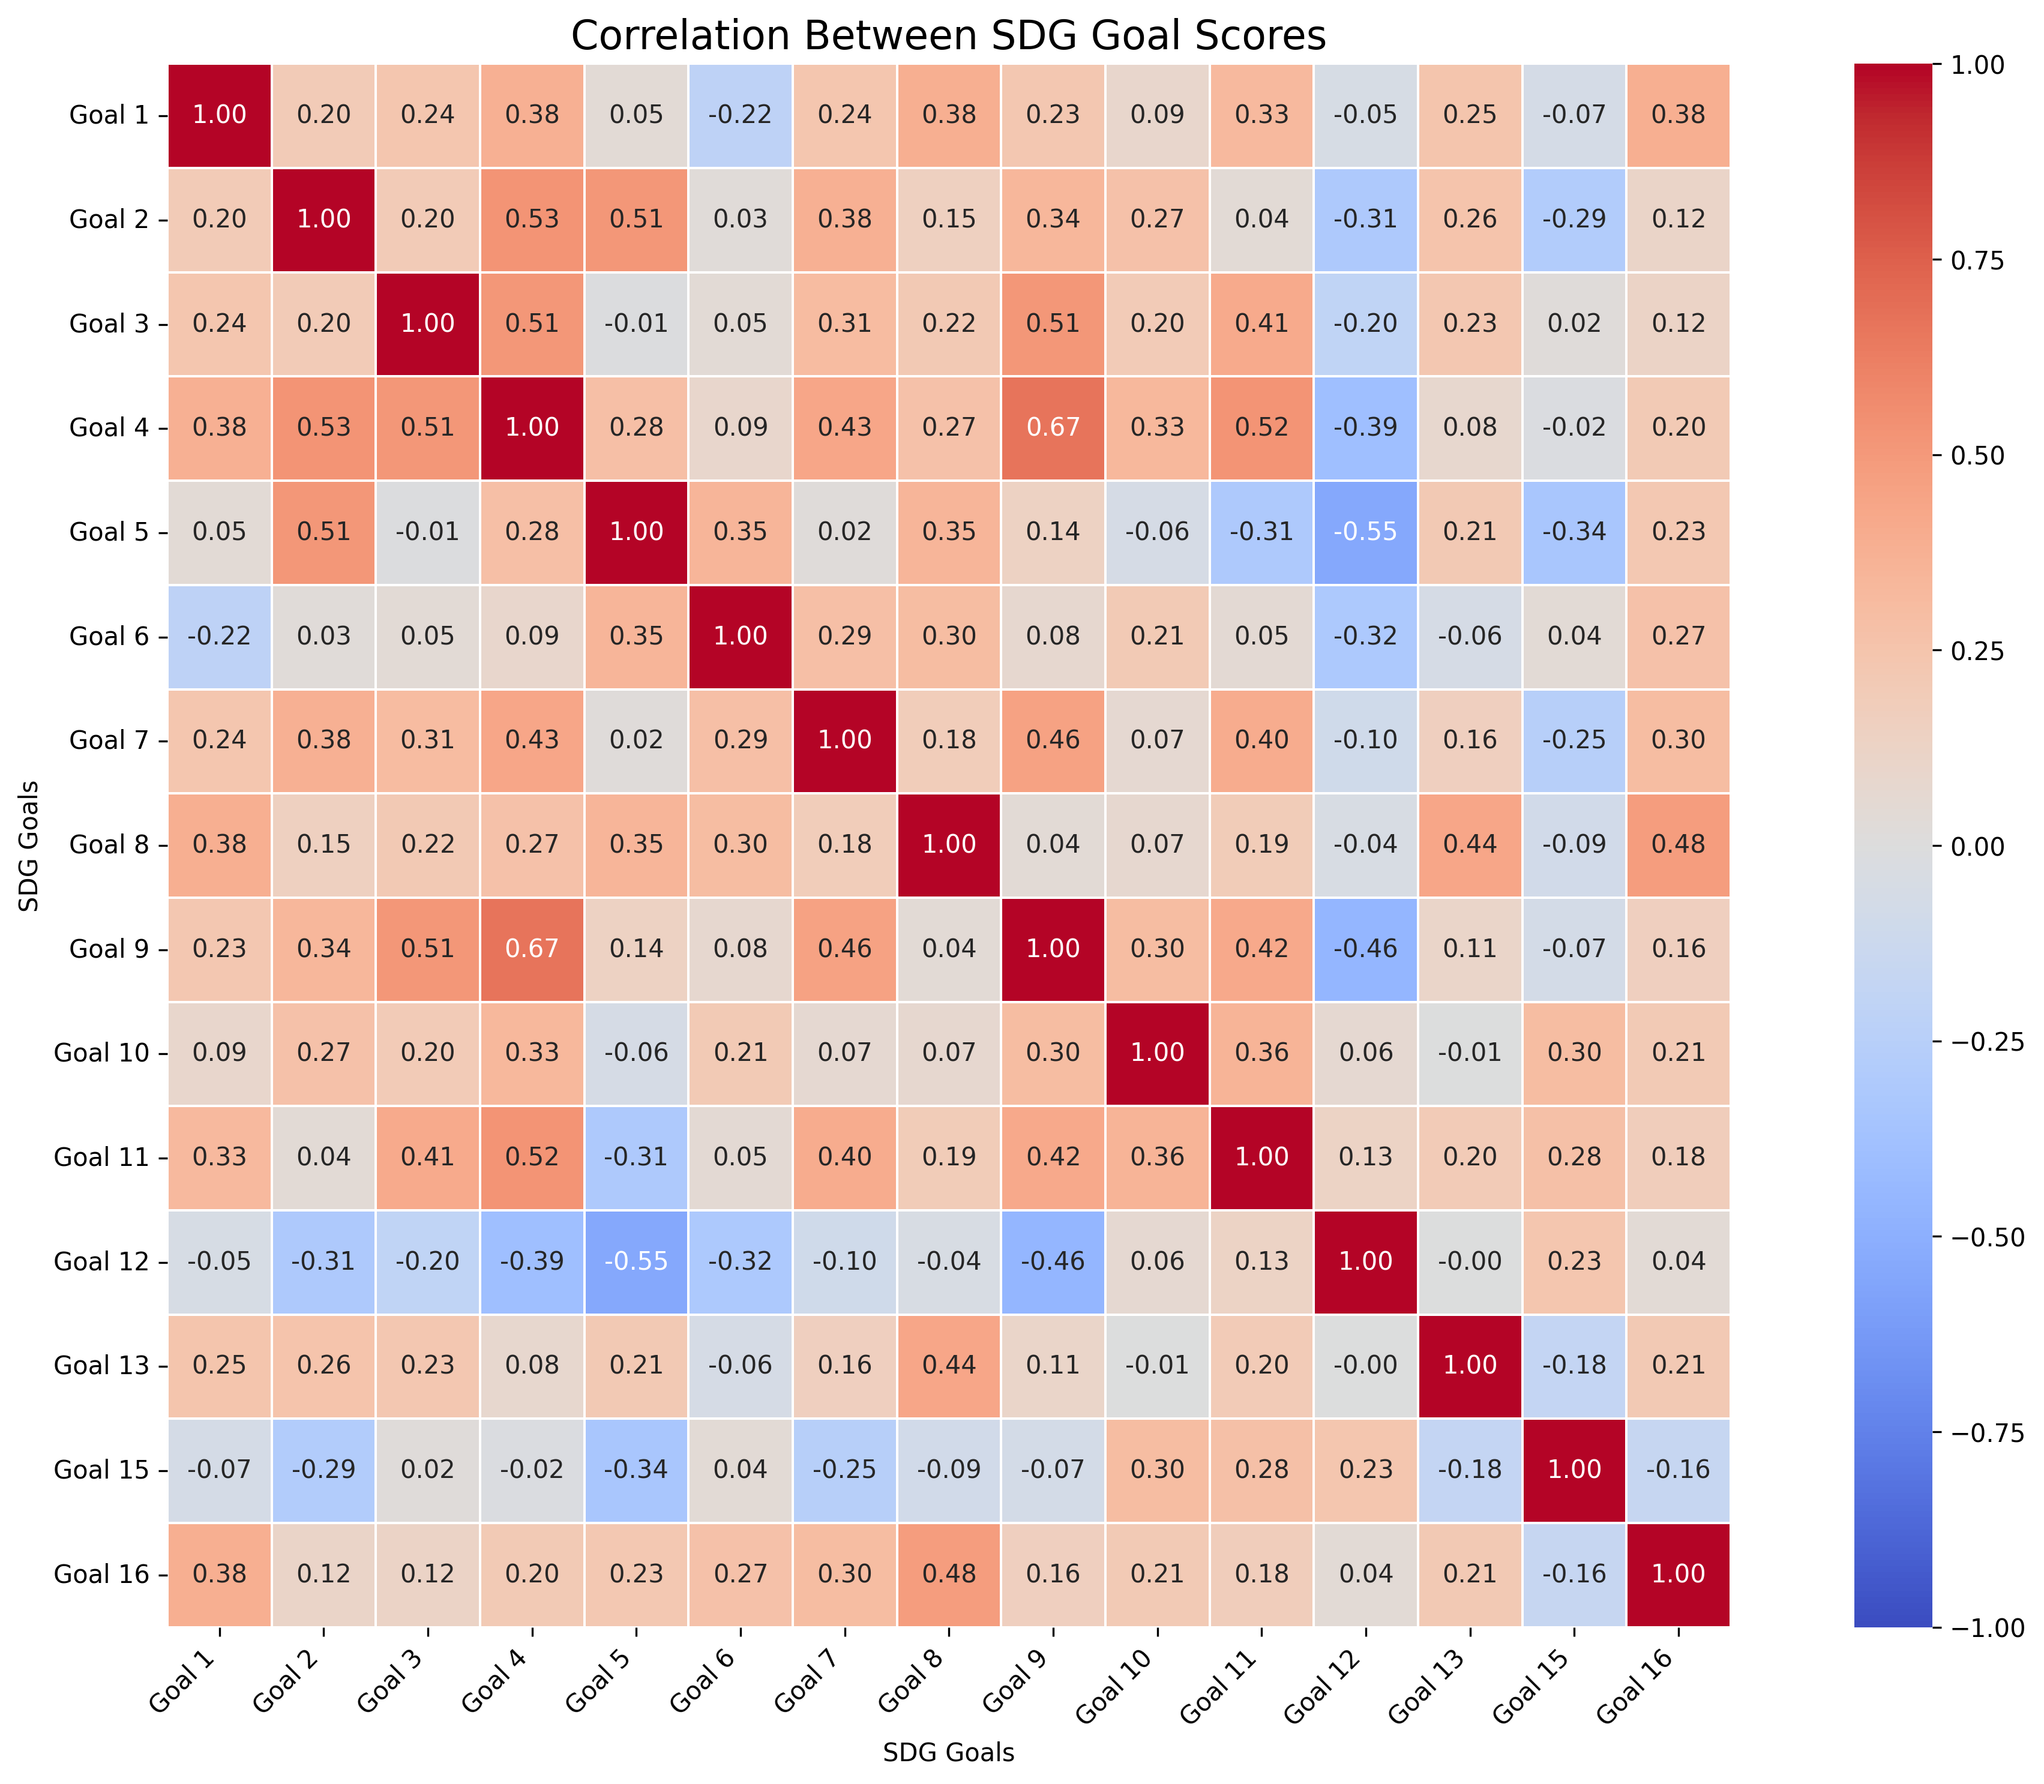 Correlation Between SDG Goal Scores
Goal 1 1.00 0.20 0.24 0.38 0.05 -0.22 0.24 0.38 0.23 0.09 0.33 -0.05 0.25 -0.07 0.38
Goal 2 0.20 1.00 0.20 0.53 0.51 0.03 0.38 0.15 0.34 0.27 0.04 -0.31 0.26 -0.29 0.12
Goal 3 0.24 0.20 1.00 0.51 -0.01 0.05 0.31 0.22 0.51 0.20 0.41 -0.20 0.23 0.02 0.12
Goal 4 0.38 0.53 0.51 1.00 0.28 0.09 0.43 0.27 0.67 0.33 0.52 -0.39 0.08 -0.02 0.20
Goal 5 0.05 0.51 -0.01 0.28 1.00 0.35 0.02 0.35 0.14 -0.06 -0.31 -0.55 0.21 -0.34 0.23
Goal 6 -0.22 0.03 0.05 0.09 0.35 1.00 0.29 0.30 0.08 0.21 0.05 -0.32 -0.06 0.04 0.27
Goal 7 0.24 0.38 0.31 0.43 0.02 0.29 1.00 0.18 0.46 0.07 0.40 -0.10 0.16 -0.25 0.30
Goal 8 0.38 0.15 0.22 0.27 0.35 0.30 0.18 1.00 0.04 0.07 0.19 -0.04 0.44 -0.09 0.48
Goal 9 0.23 0.34 0.51 0.67 0.14 0.08 0.46 0.04 1.00 0.30 0.42 -0.46 0.11 -0.07 0.16
Goal 10 0.09 0.27 0.20 0.33 -0.06 0.21 0.07 0.07 0.30 1.00 0.36 0.06 -0.01 0.30 0.21
Goal 11 0.33 0.04 0.41 0.52 -0.31 0.05 0.40 0.19 0.42 0.36 1.00 0.13 0.20 0.28 0.18
Goal 12 -0.05 -0.31 -0.20 -0.39 -0.55 -0.32 -0.10 -0.04 -0.46 0.06 0.13 1.00 -0.00 0.23 0.04
Goal 13 0.25 0.26 0.23 0.08 0.21 -0.06 0.16 0.44 0.11 -0.01 0.20 -0.00 1.00 -0.18 0.21
Goal 15 -0.07 -0.29 0.02 -0.02 -0.34 0.04 -0.25 -0.09 -0.07 0.30 0.28 0.23 -0.18 1.00 -0.16
Goal 16 0.38 0.12 0.12 0.20 0.23 0.27 0.30 0.48 0.16 0.21 0.18 0.04 0.21 -0.16 1.00
Goal 1 Goal 2 Goal 3 Goal 4 Goal 5 Goal 6 Goal 7 Goal 8 Goal 9 Goal 10 Goal 11 Goal 12 Goal 13 Goal 15 Goal 16
SDG Goals
SDG Goals
1.00
0.75
0.50
0.25
0.00
−0.25
−0.50
−0.75
−1.00